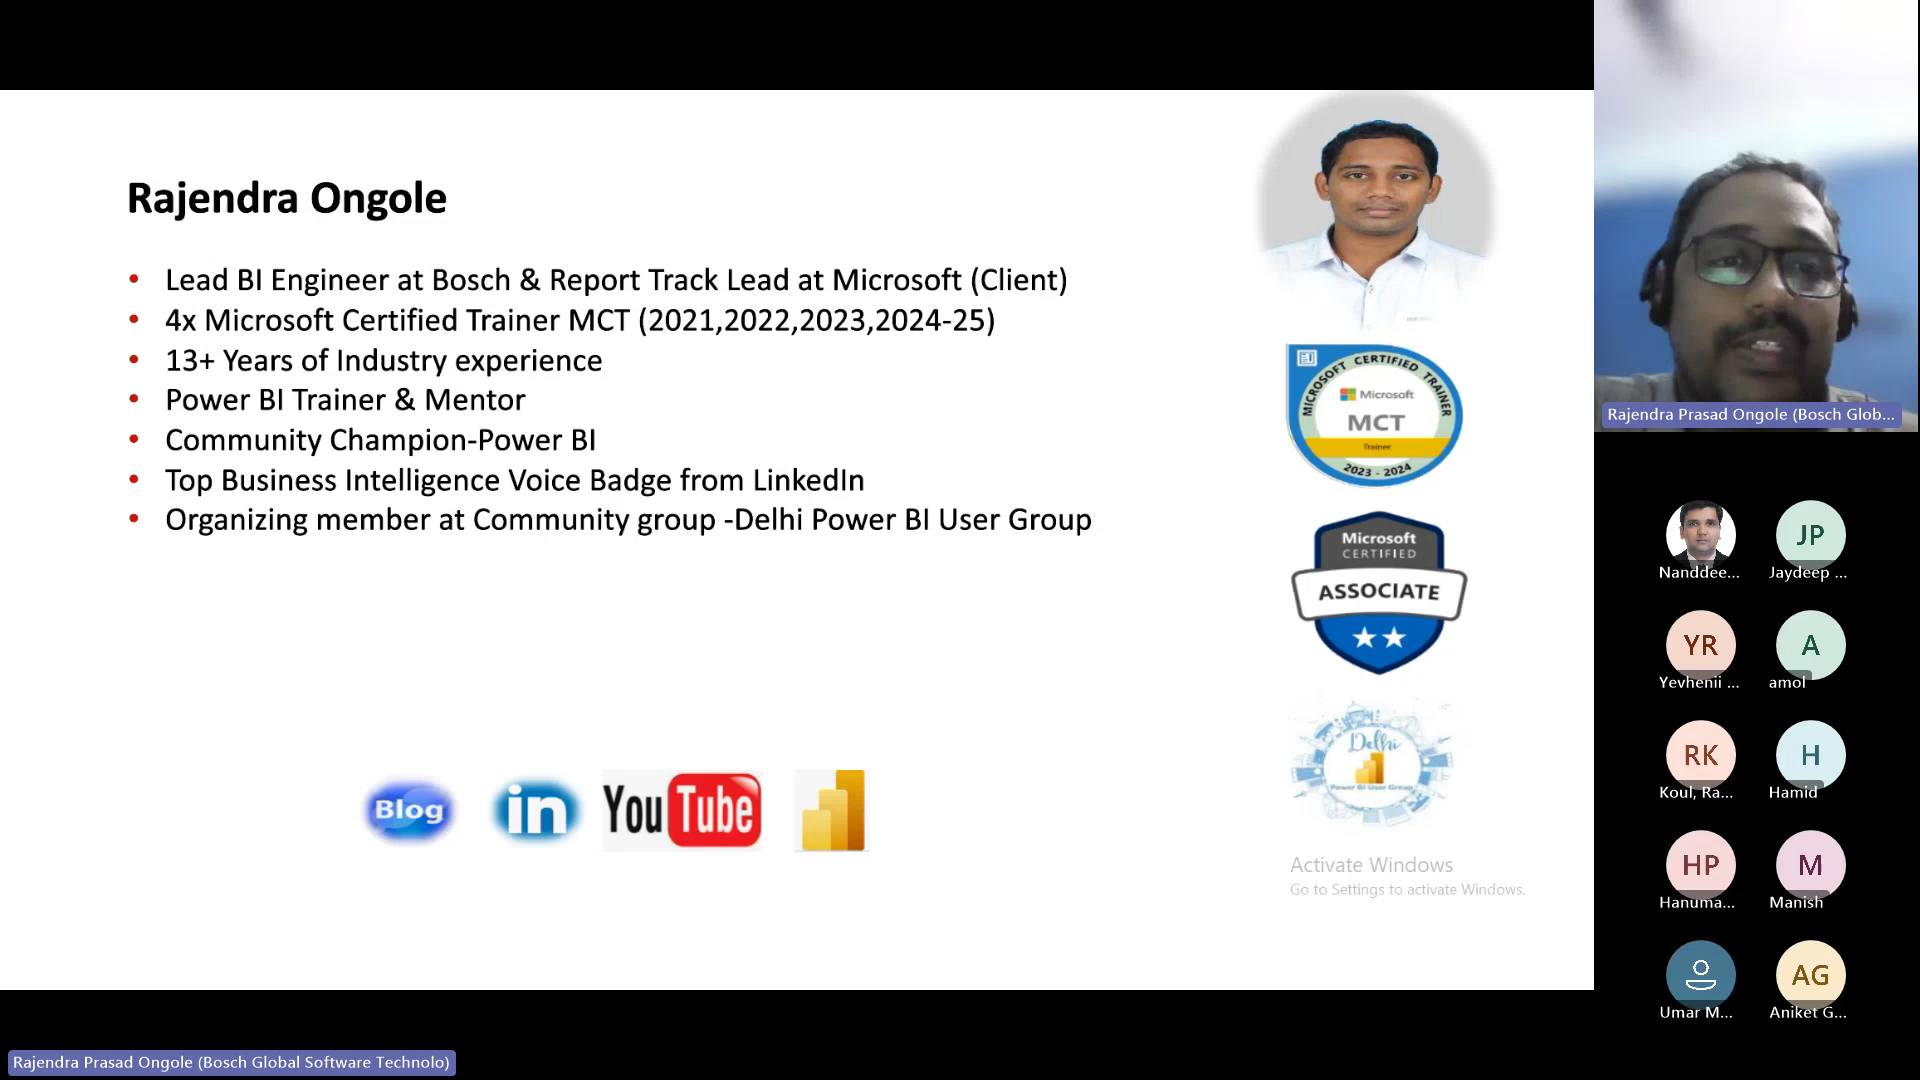 Rajendra Ongole
• Lead BI Engineer at Bosch & Report Track Lead at Microsoft (Client)
• 4x Microsoft Certified Trainer MCT (2021,2022,2023,2024-25)
• 13+ Years of Industry experience
• Power BI Trainer & Mentor
• Community Champion-Power BI
• Top Business Intelligence Voice Badge from LinkedIn
• Organizing member at Community group -Delhi Power BI User Group
MICROSOFT CERTIFIED TRAINER
Microsoft
MCT
Trainer
2023 - 2024
Microsoft
CERTIFIED
ASSOCIATE
Delhi
Power BI User Group
Blog
in
YouTube
Activate Windows
Go to Settings to activate Windows.
Rajendra Prasad Ongole (Bosch Glob...
JP
Nanddee...
Jaydeep ...
YR
A
Yevhenii ...
amol
RK
H
Koul, Ra...
Hamid
HP
M
Hanuma...
Manish
AG
Umar M...
Aniket G...
Rajendra Prasad Ongole (Bosch Global Software Technolo)